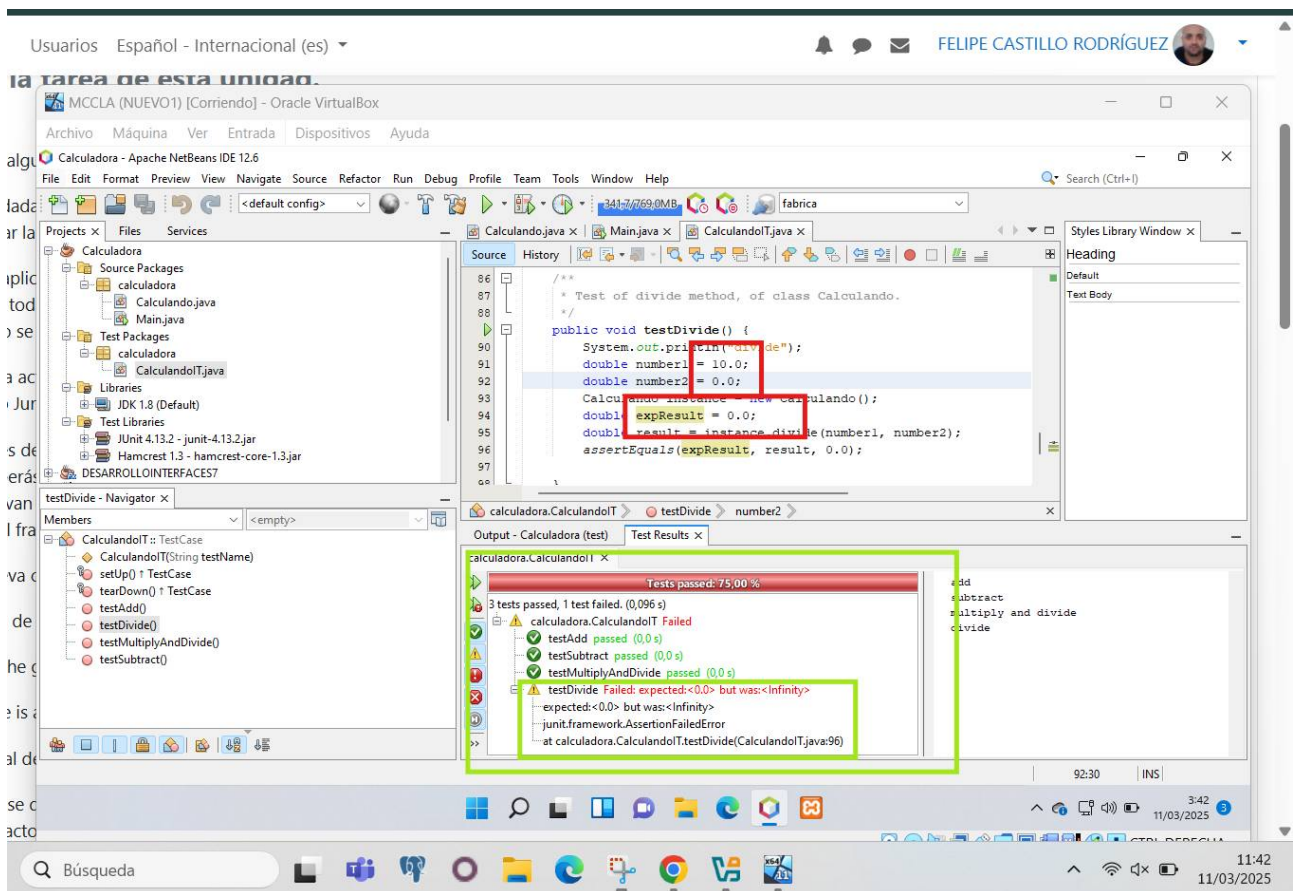 Usuarios Español - Internacional (es)
FELIPE CASTILLO RODRÍGUEZ
la tarea de esta unidad.
MCCLA (NUEVO1) [Corriendo] - Oracle VirtualBox
Archivo Máquina Ver Entrada Dispositivos Ayuda
Calculadora - Apache NetBeans IDE 12.6
File Edit Format Preview View Navigate Source Refactor Run Debug Profile Team Tools Window Help
Search (Ctrl+I)
<default config>
341,7/769,0MB
fabrica
Projects × Files Services
Calculando.java × Main.java × CalculandoIT.java ×
Styles Library Window ×
Calculadora
Source Packages
calculadora
Calculando.java
Main.java
Test Packages
calculadora
CalculandoIT.java
Libraries
JDK 1.8 (Default)
Test Libraries
JUnit 4.13.2 - junit-4.13.2.jar
Hamcrest 1.3 - hamcrest-core-1.3.jar
DESARROLLOINTERFACES7
Source History
86 /**
87 * Test of divide method, of class Calculando.
88 */
public void testDivide() {
90 System.out.println("divide");
91 double number1 = 10.0;
92 double number2 = 0.0;
93 Calculando instance = new Calculando();
94 double expResult = 0.0;
95 double result = instance.divide(number1, number2);
96 assertEquals(expResult, result, 0.0);
97
98 }
Heading
Default
Text Body
testDivide - Navigator ×
Members
<empty>
CalculandoIT :: TestCase
CalculandoIT(String testName)
setUp() ↑ TestCase
tearDown() ↑ TestCase
testAdd()
testDivide()
testMultiplyAndDivide()
testSubtract()
calculadora.CalculandoIT testDivide number2
Output - Calculadora (test) Test Results ×
calculadora.CalculandoIT ×
Tests passed: 75,00 %
3 tests passed, 1 test failed. (0,096 s)
calculadora.CalculandoIT Failed
testAdd passed (0,0 s)
testSubtract passed (0,0 s)
testMultiplyAndDivide passed (0,0 s)
testDivide Failed: expected:<0.0> but was:<Infinity>
expected:<0.0> but was:<Infinity>
junit.framework.AssertionFailedError
at calculadora.CalculandoIT.testDivide(CalculandoIT.java:96)
add
subtract
multiply and divide
divide
92:30 INS
3:42
11/03/2025
3
CTRL DERECHA
Búsqueda
11:42
11/03/2025